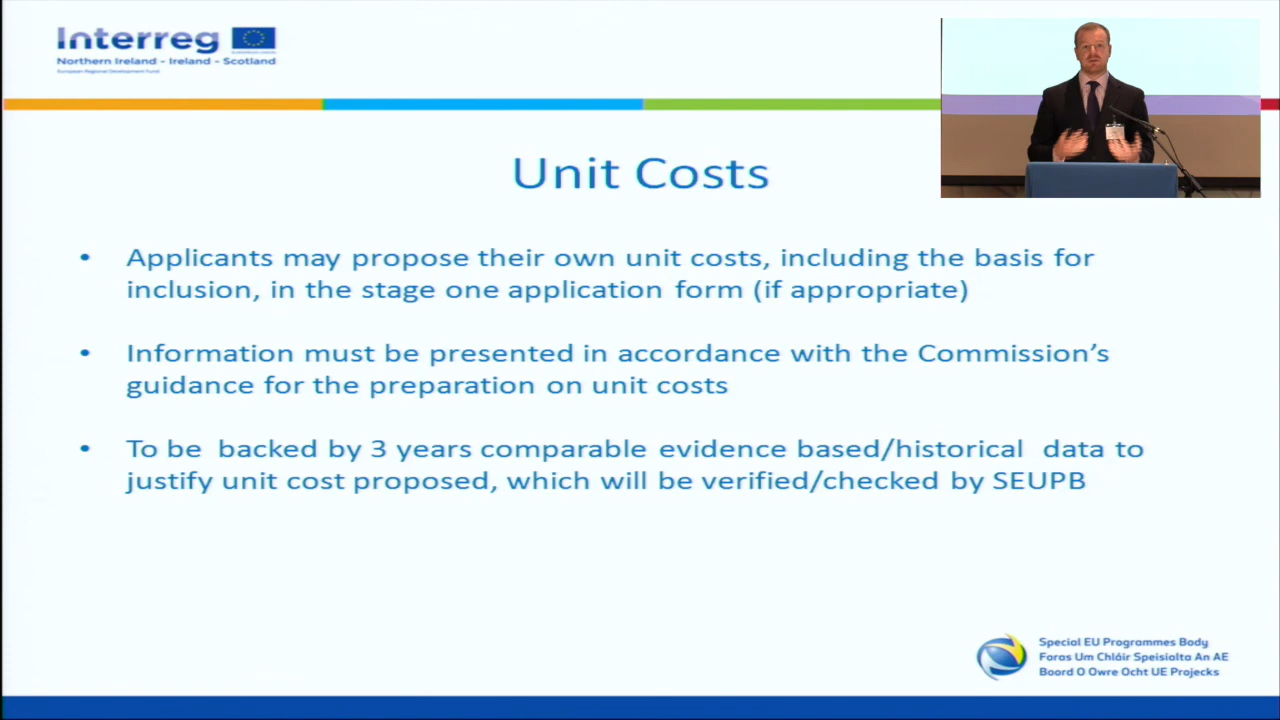 Interreg
Northern Ireland - Ireland - Scotland
European Regional Development Fund
Unit Costs
• Applicants may propose their own unit costs, including the basis for
inclusion, in the stage one application form (if appropriate)
• Information must be presented in accordance with the Commission’s
guidance for the preparation on unit costs
• To be backed by 3 years comparable evidence based/historical data to
justify unit cost proposed, which will be verified/checked by SEUPB
Special EU Programmes Body
Foras Um Chláir Speisialta An AE
Boord O Owre Ocht UE Projecks